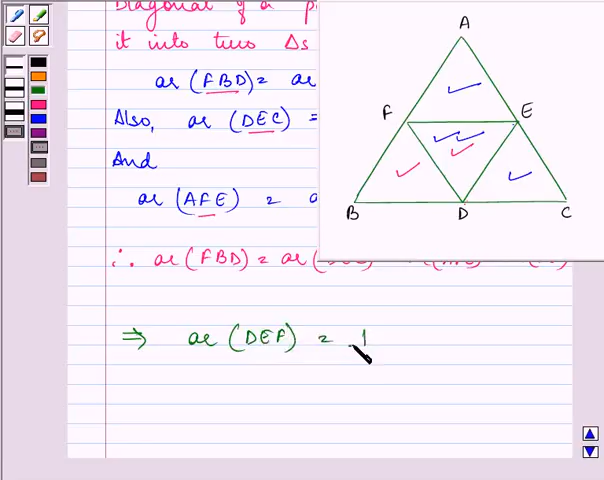 Diagonal of a
it into two Δs
ar (FBD) = ar
Also, ar (DEC) =
And
ar (AFE) =
∴ ar (FBD) = ar
⇒ ar (DEF) = 1
A
F
E
B
D
C